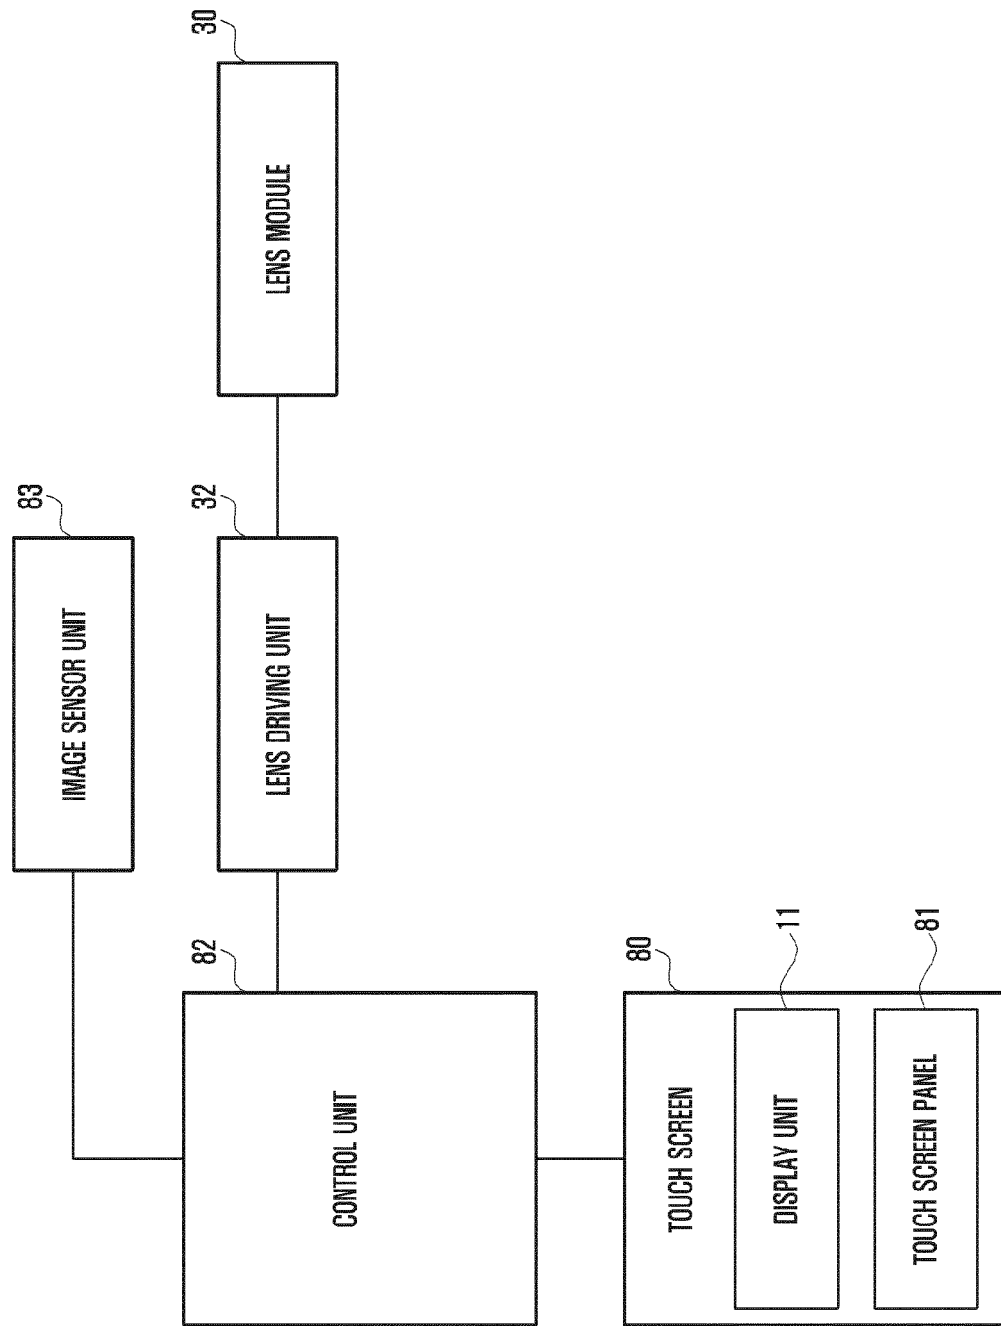 83
IMAGE SENSOR UNIT
82
32
30
LENS DRIVING UNIT
LENS MODULE
CONTROL UNIT
80
TOUCH SCREEN
DISPLAY UNIT
11
TOUCH SCREEN PANEL
81